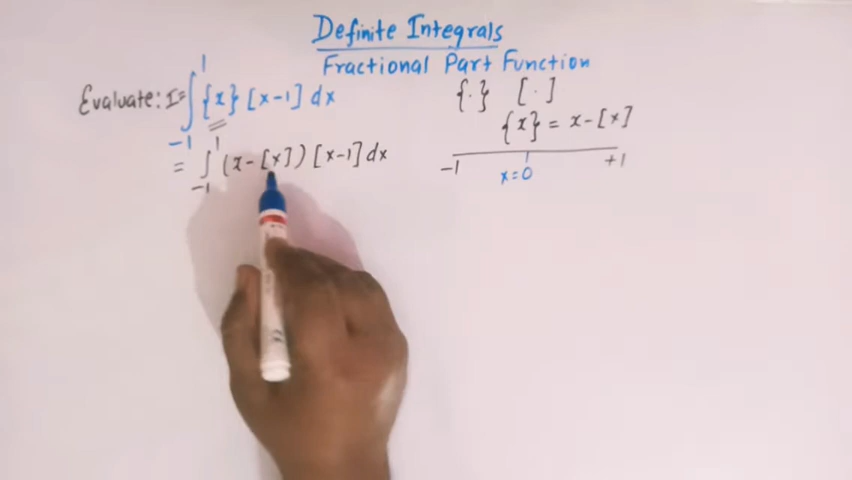 Definite Integrals
Fractional Part Function
Evaluate: I = ∫_{-1}^{1} {x} [x-1] dx
{.} [.]
{x} = x-[x]
= ∫_{-1}^{1} (x-[x]) [x-1] dx
-1 x=0 +1